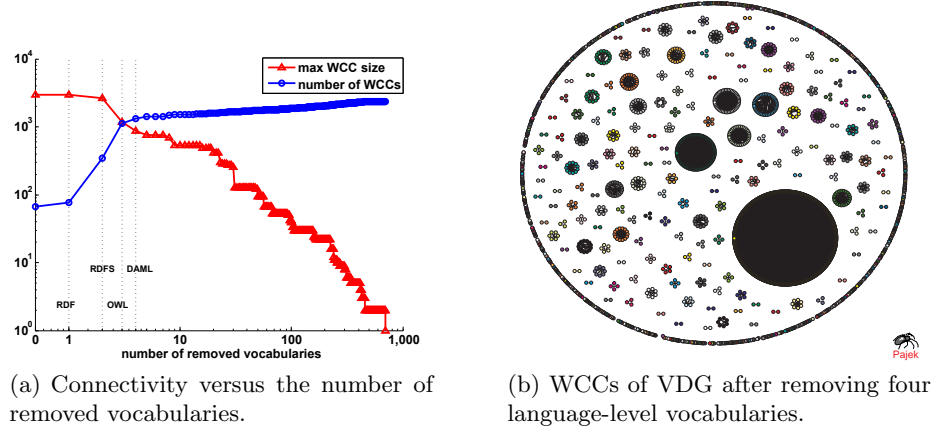 10^4
10^3
10^2
10^1
10^0
max WCC size
number of WCCs
RDFS
DAML
RDF
OWL
0 1 10 100 1,000
number of removed vocabularies
Pajek
(a) Connectivity versus the number of
removed vocabularies.
(b) WCCs of VDG after removing four
language-level vocabularies.